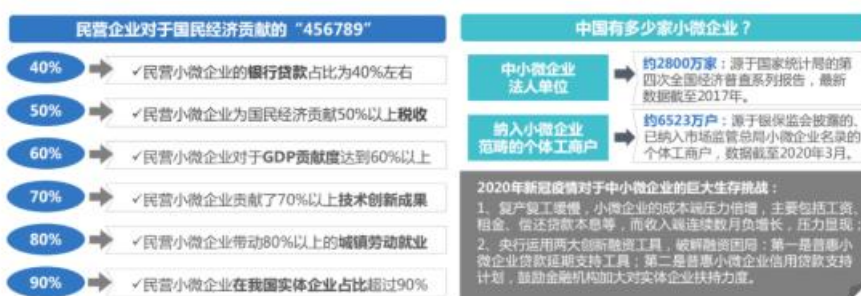 民营企业对于国民经济贡献的“456789”
40%
✓民营小微企业的银行贷款占比为40%左右
50%
✓民营小微企业为国民经济贡献50%以上税收
60%
✓民营小微企业对于GDP贡献度达到60%以上
70%
✓民营小微企业贡献了70%以上技术创新成果
80%
✓民营小微企业带动80%以上的城镇劳动就业
90%
✓民营小微企业在我国实体企业占比超过90%
中国有多少家小微企业？
中小微企业
法人单位
约2800万家：源于国家统计局的第
四次全国经济普查系列报告，最新
数据截至2017年。
纳入小微企业
范畴的个体工商户
约6523万户：源于银保监会披露的、
已纳入市场监管总局小微企业名录的
个体工商户，数据截至2020年3月。
2020年新冠疫情对于中小微企业的巨大生存挑战：
1、复产复工缓慢，小微企业的成本端压力倍增，主要包括工资、
租金、偿还贷款本息等，而收入端连续数月负增长，压力显现；
2、央行运用两大创新融资工具，破解融资困局：第一是普惠小
微企业贷款延期支持工具；第二是普惠小微企业信用贷款支持
计划，鼓励金融机构加大对实体企业扶持力度。